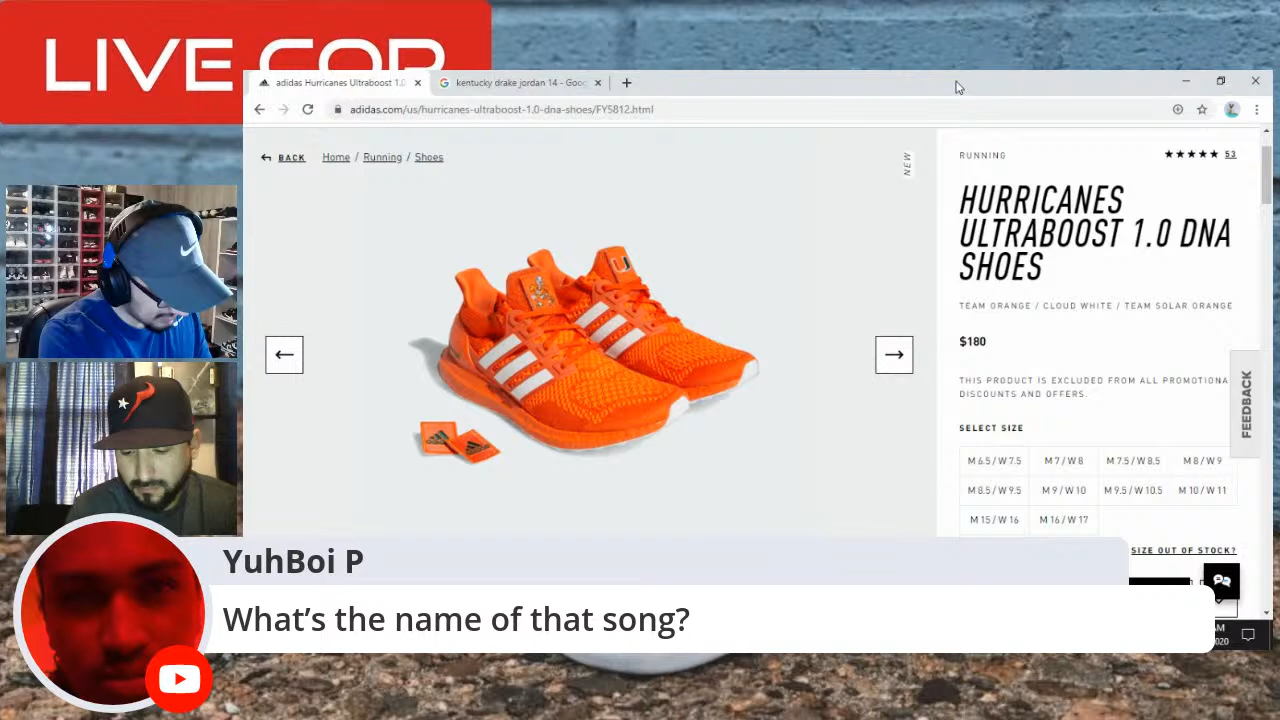 LIVE COP
adidas Hurricanes Ultraboost 1.0
kentucky drake jordan 14 - Goo
adidas.com/us/hurricanes-ultraboost-1.0-dna-shoes/FY5812.html
BACK Home / Running / Shoes
NEW
RUNNING
53
HURRICANES
ULTRABOOST 1.0 DNA
SHOES
TEAM ORANGE / CLOUD WHITE / TEAM SOLAR ORANGE
$180
THIS PRODUCT IS EXCLUDED FROM ALL PROMOTIONA
DISCOUNTS AND OFFERS.
SELECT SIZE
M 6.5 / W 7.5 M 7 / W 8 M 7.5 / W 8.5 M 8 / W 9
M 8.5 / W 9.5 M 9 / W 10 M 9.5 / W 10.5 M 10 / W 11
M 15 / W 16 M 16 / W 17
SIZE OUT OF STOCK?
FEEDBACK
YuhBoi P
What's the name of that song?
AM
2020